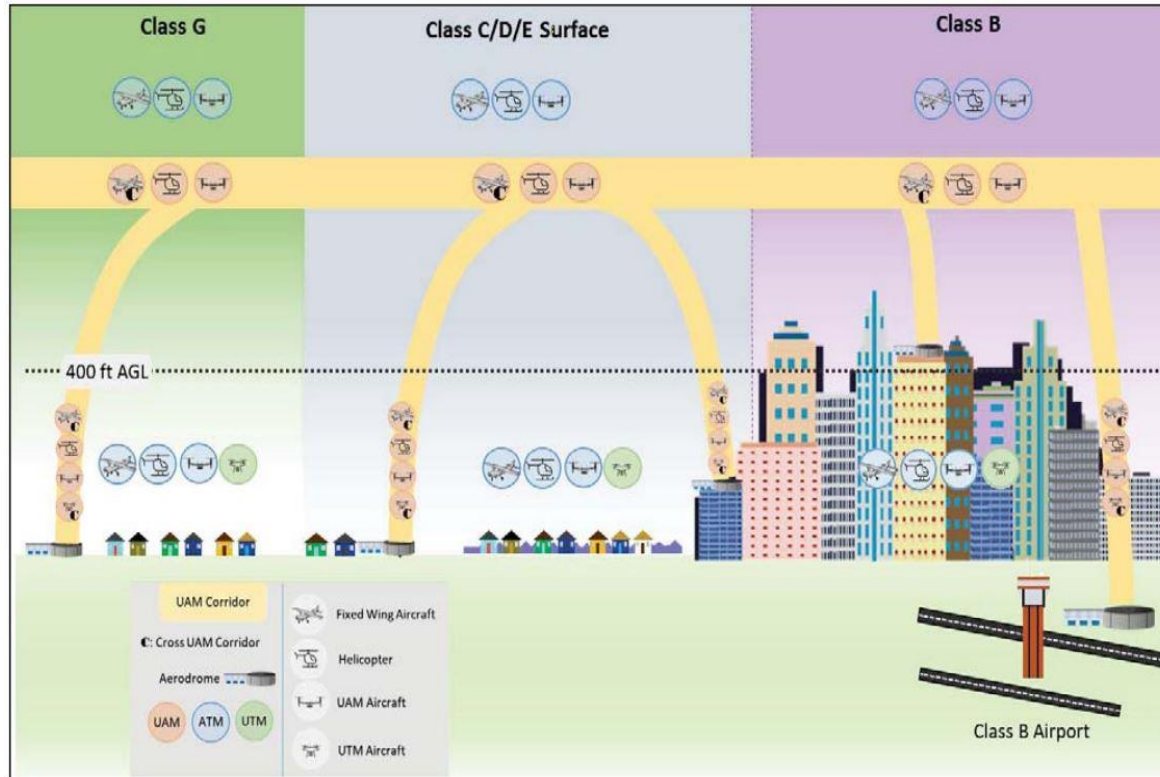 Class G
Class C/D/E Surface
Class B
C
C
C
400 ft AGL
C
C
C
C
C
C
C
C
UAM Corridor
C: Cross UAM Corridor
Aerodrome
UAM ATM UTM
Fixed Wing Aircraft
Helicopter
UAM Aircraft
UTM Aircraft
Class B Airport